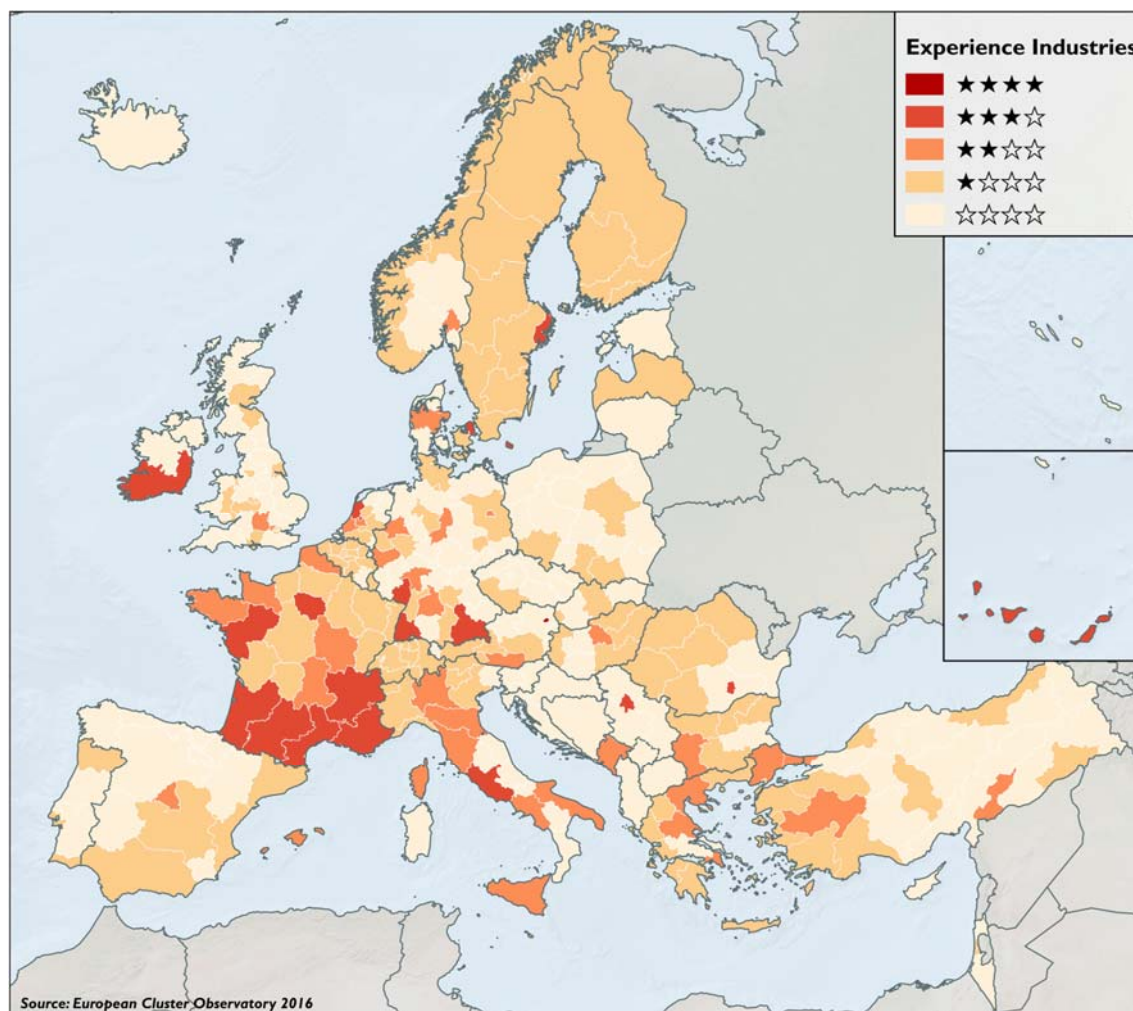 Experience Industries
★★★★
★★★☆
★★☆☆
★☆☆☆
☆☆☆☆
Source: European Cluster Observatory 2016